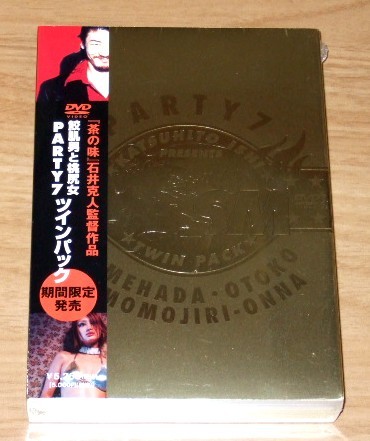 DVD
VIDEO
『茶の味』石井克人監督作品
鮫肌男と桃尻女
PARTY7 ツインパック
期間限定
発売
PARTY7
KATSUHITO
PRESENTS
TWIN PACK
MEHADA・OTOKO
MOMOJIRI-ONNA